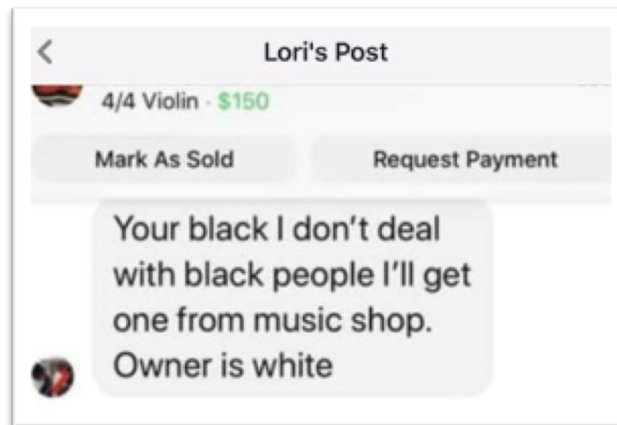 Lori's Post
4/4 Violin · $150
Mark As Sold Request Payment
Your black I don't deal
with black people I'll get
one from music shop.
Owner is white